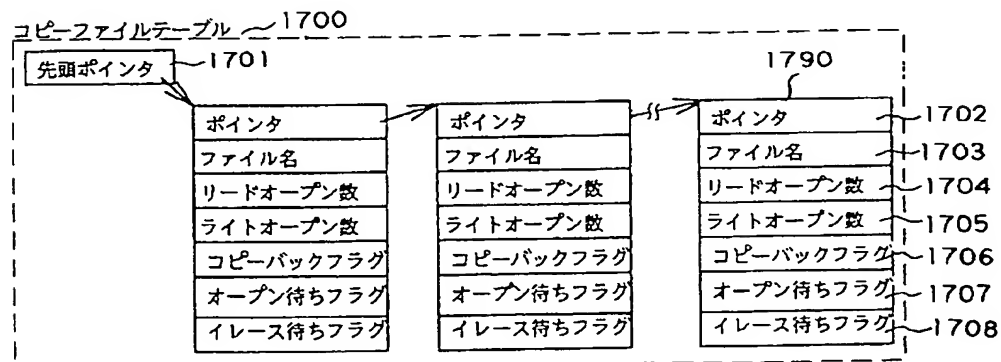 コピーファイルテーブル 1700
先頭ポインタ 1701
1790
ポインタ ポインタ ポインタ 1702
ファイル名 ファイル名 ファイル名 1703
リードオープン数 リードオープン数 リードオープン数 1704
ライトオープン数 ライトオープン数 ライトオープン数 1705
コピーバックフラグ コピーバックフラグ コピーバックフラグ 1706
オープン待ちフラグ オープン待ちフラグ オープン待ちフラグ 1707
イレース待ちフラグ イレース待ちフラグ イレース待ちフラグ 1708